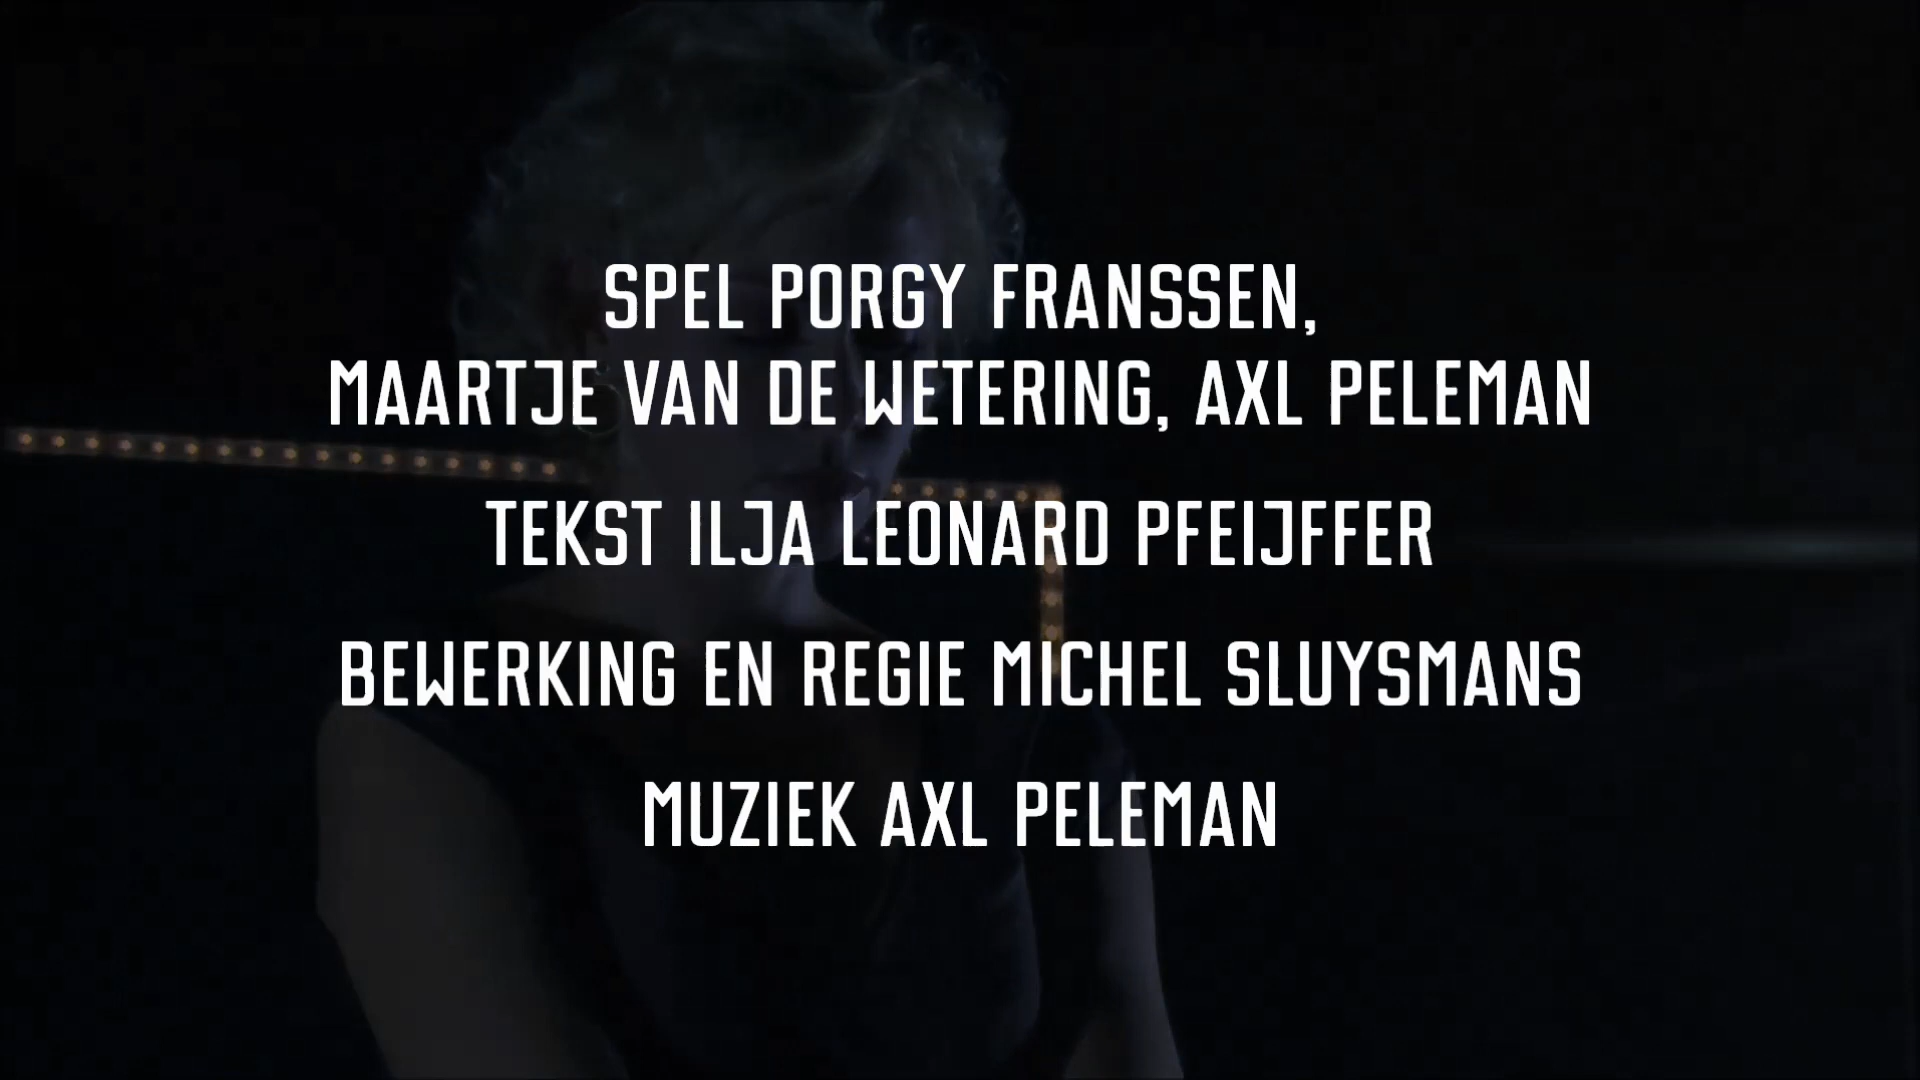 SPEL PORGY FRANSSEN,
MAARTJE VAN DE WETERING, AXL PELEMAN
TEKST ILJA LEONARD PFEIJFFER
BEWERKING EN REGIE MICHEL SLUYSMANS
MUZIEK AXL PELEMAN